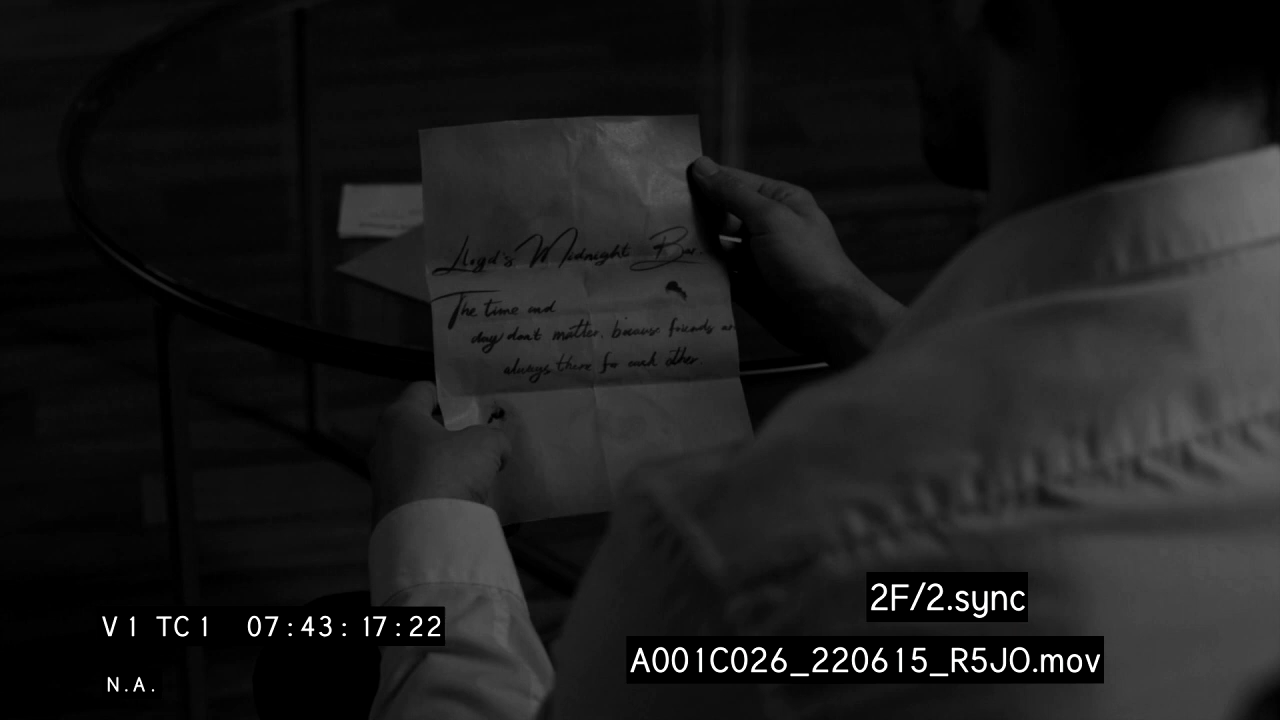 Lloyd's Midnight Bar.
The time and
day don't matter, because friends are
always there for each other.
2F/2.sync
V1 TC1 07:43:17:22
A001C026_220615_R5JO.mov
N.A.